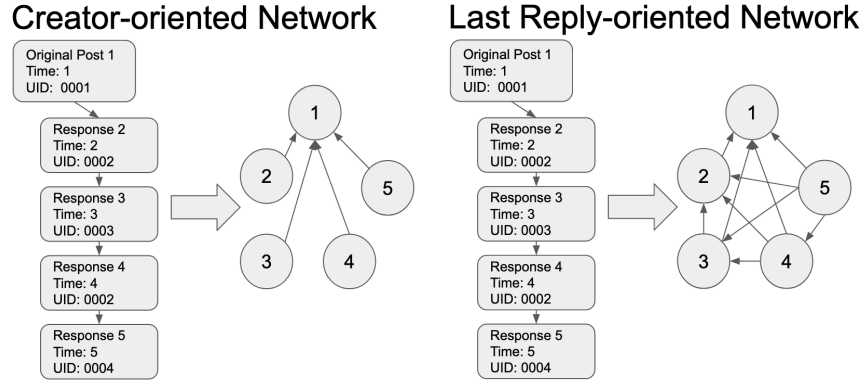 Creator-oriented Network
Original Post 1
Time: 1
UID: 0001
Response 2
Time: 2
UID: 0002
Response 3
Time: 3
UID: 0003
Response 4
Time: 4
UID: 0002
Response 5
Time: 5
UID: 0004
1
2
5
3
4
Last Reply-oriented Network
Original Post 1
Time: 1
UID: 0001
Response 2
Time: 2
UID: 0002
Response 3
Time: 3
UID: 0003
Response 4
Time: 4
UID: 0002
Response 5
Time: 5
UID: 0004
1
2
5
3
4